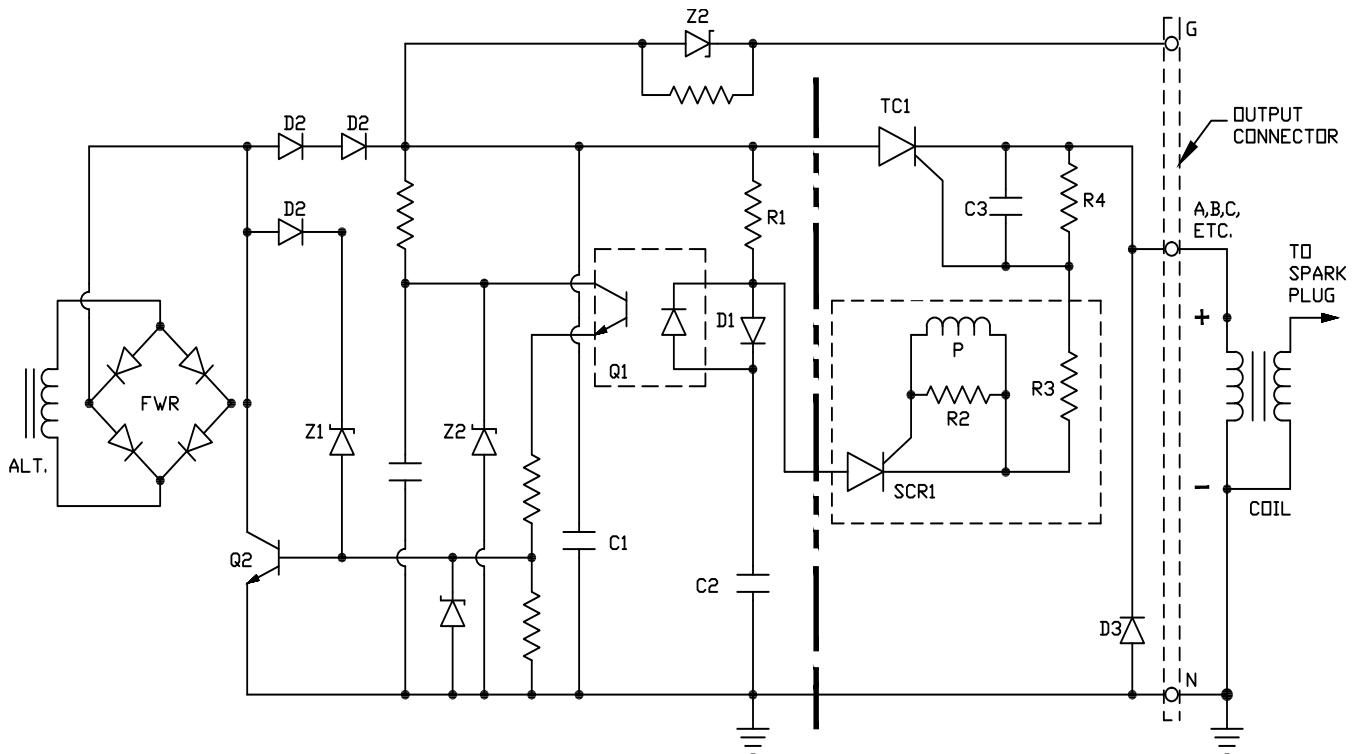 Z2
G
OUTPUT
CONNECTOR
TC1
D2
D2
D2
C3
R4
R1
A,B,C,
ETC.
TO
SPARK
PLUG
+
D1
P
Q1
R3
FWR
R2
Z1
Z2
ALT.
SCR1
-
COIL
Q2
C1
C2
D3
N